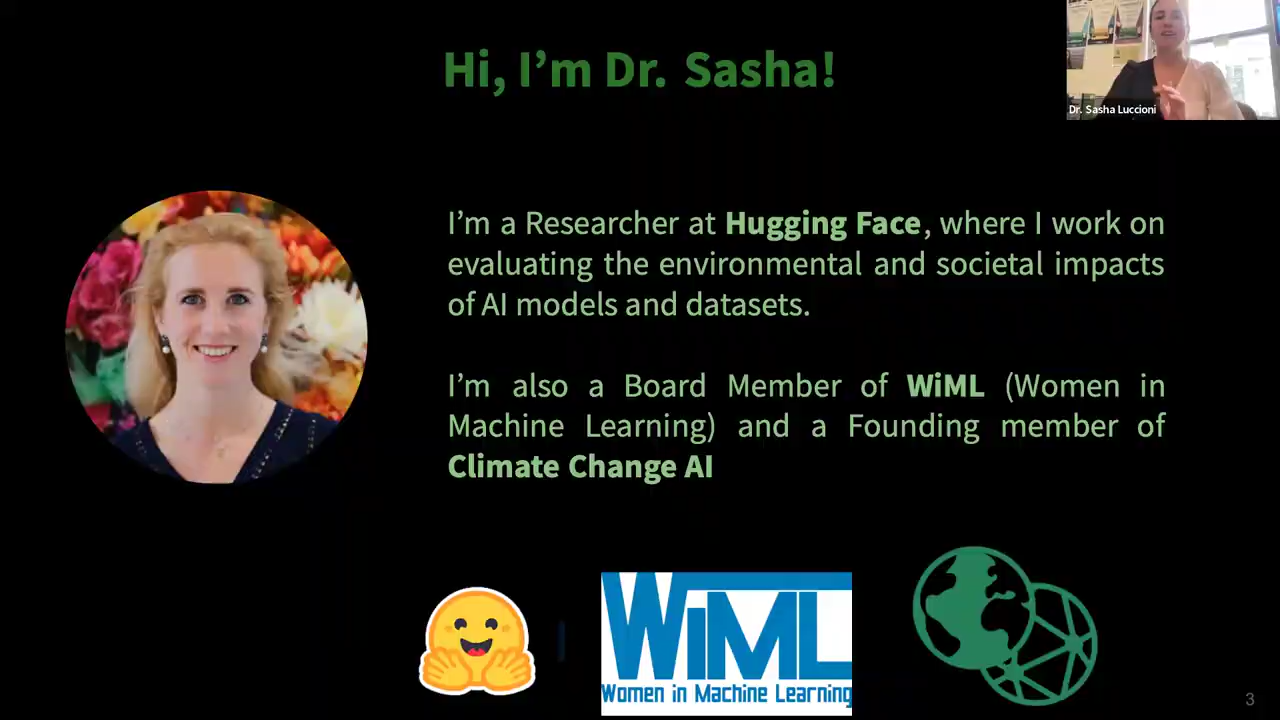 Hi, I'm Dr. Sasha!
Dr. Sasha Luccioni
I'm a Researcher at Hugging Face, where I work on
evaluating the environmental and societal impacts
of AI models and datasets.
I'm also a Board Member of WiML (Women in
Machine Learning) and a Founding member of
Climate Change AI
WiML
Women in Machine Learning
3